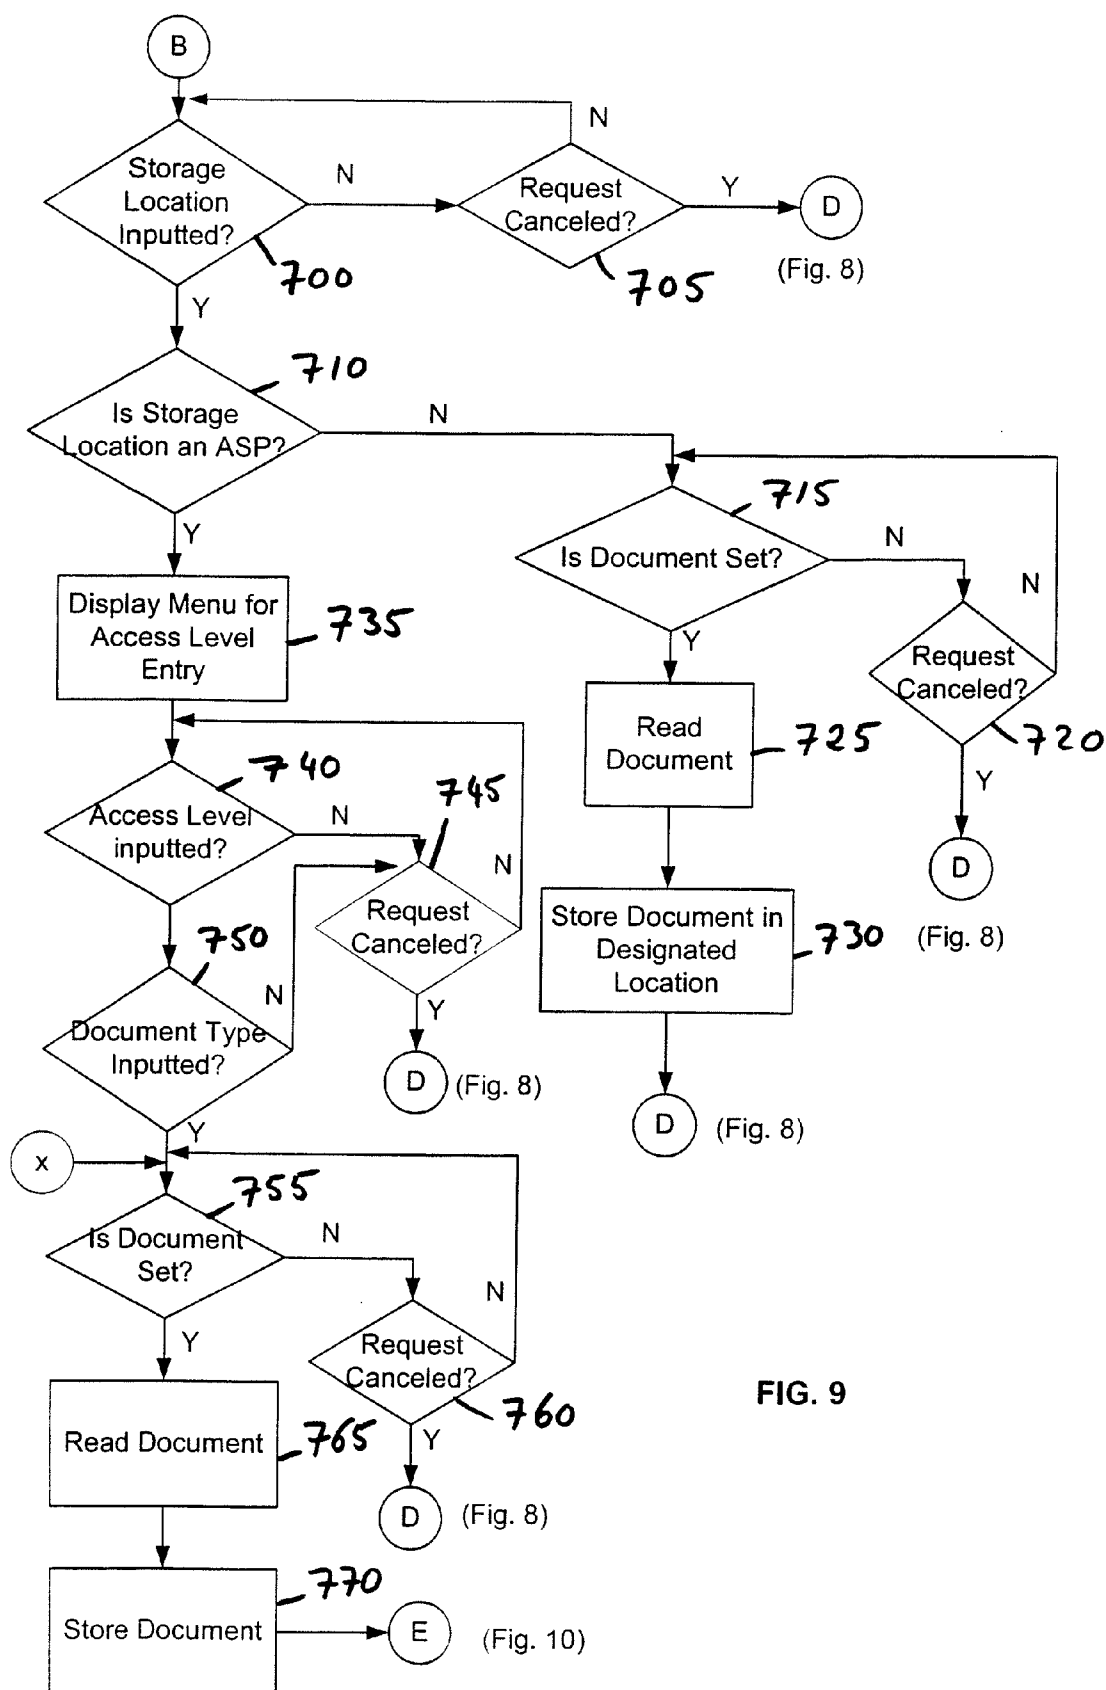 B
N
Storage
Location
Inputted?
N
Request
Canceled?
Y
D
(Fig. 8)
700
705
Y
710
Is Storage
Location an ASP?
N
715
Is Document Set?
N
N
Y
Display Menu for
Access Level
Entry
735
Y
Request
Canceled?
720
Read
Document
725
Y
740
Access Level
inputted?
N
745
N
D
(Fig. 8)
Request
Canceled?
750
N
Document Type
Inputted?
Y
D
(Fig. 8)
Store Document in
Designated
Location
730
D
(Fig. 8)
Y
x
755
Is Document
Set?
N
N
Y
Request
Canceled?
760
FIG. 9
Read Document
765
Y
D
(Fig. 8)
770
Store Document
E
(Fig. 10)